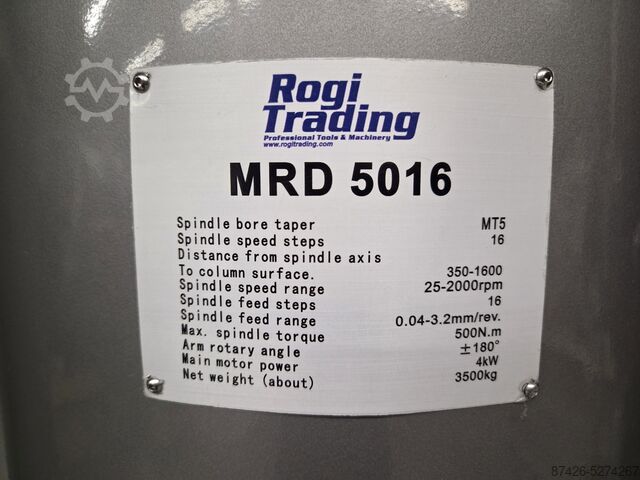 Rogi
Trading
Professional Tools & Machinery
www.rogitrading.com
MRD 5016
Spindle bore taper MT5
Spindle speed steps 16
Distance from spindle axis
To column surface. 350-1600
Spindle speed range 25-2000rpm
Spindle feed steps 16
Spindle feed range 0.04-3.2mm/rev.
Max. spindle torque 500N.m
Arm rotary angle ±180°
Main motor power 4kW
Net weight (about) 3500kg
87426-5274267